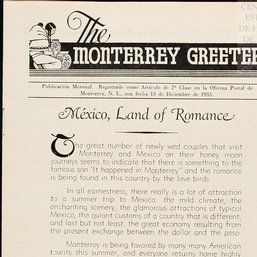 The
MONTERREY GREETER
Publicacion Mensual. Registrado como Artículo de 2ª Clase en la Oficina Postal de
Monterrey, N. L., con fecha 15 de Diciembre de 1933.
México, Land of Romance
The great number of newly wed couples that visit
Monterrey and Mexico on their honey moon
journeys seems to indicate that there is something to the
famous son "It happened in Monterrey" and the romance
is being found in this country by the love birds.
In all earnestness, there really is a lot of attraction
to a summer trip to Mexico: the mild climate, the
enchanting scenery, the glamorous attractions of typical
Mexico, the quaint customs of a country that is different,
and last but not least, the great economy resulting from
the present exchange between the dollar and the peso.
Monterrey is being favored by many many American
tourists this summer, and everyone returns home highly